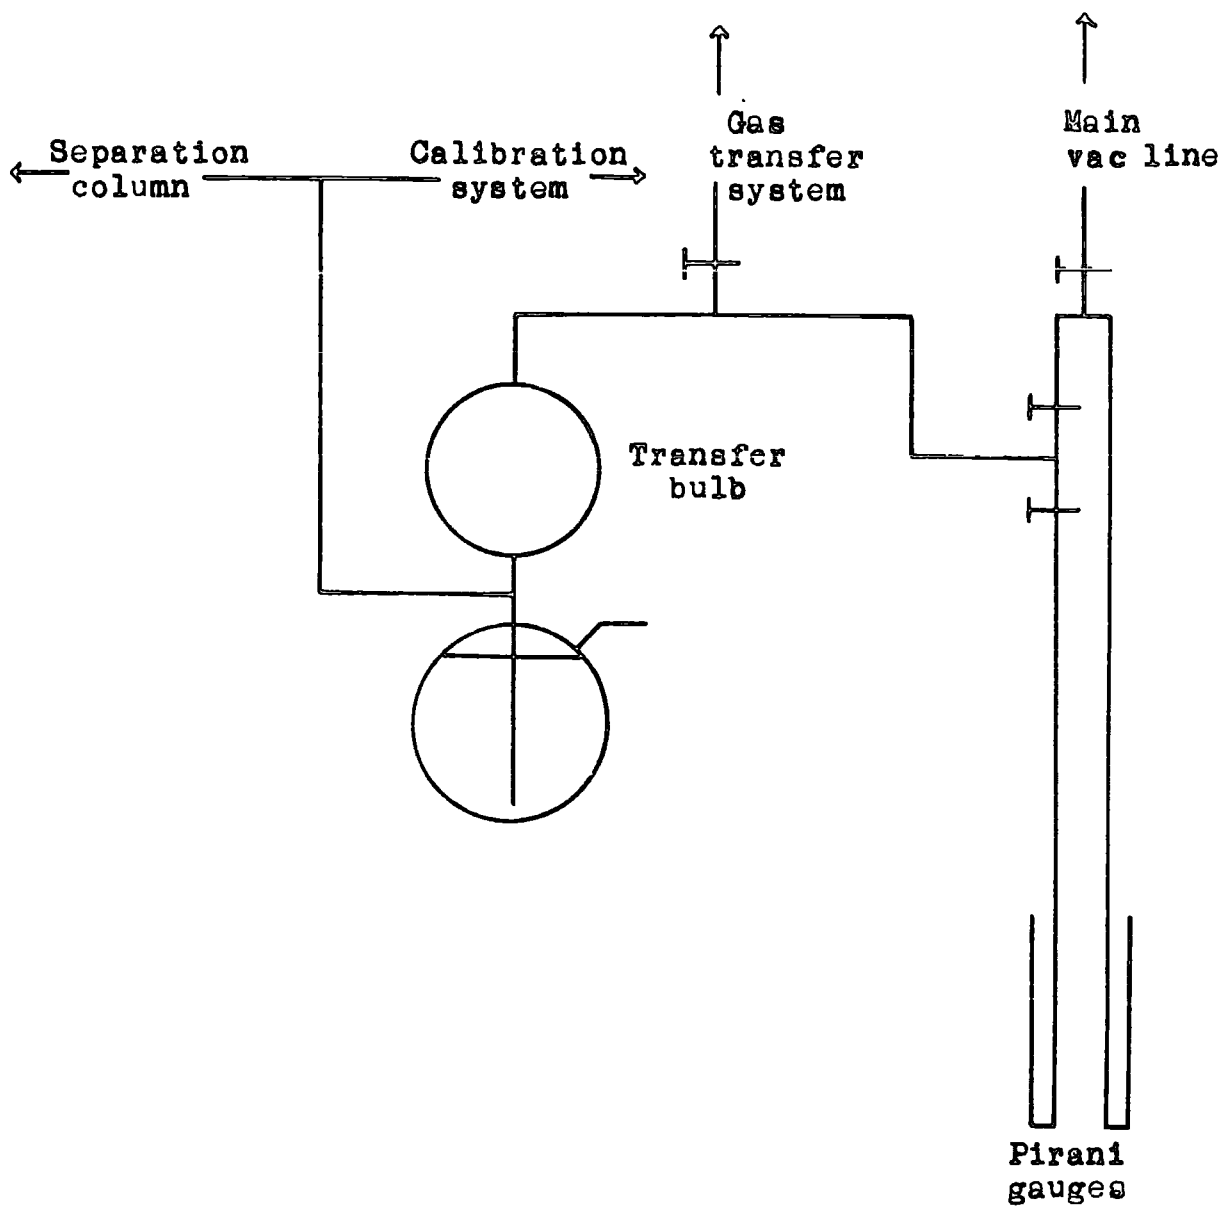 Separation
column
Calibration
system
Gas
transfer
system
Main
vac line
Transfer
bulb
Pirani
gauges